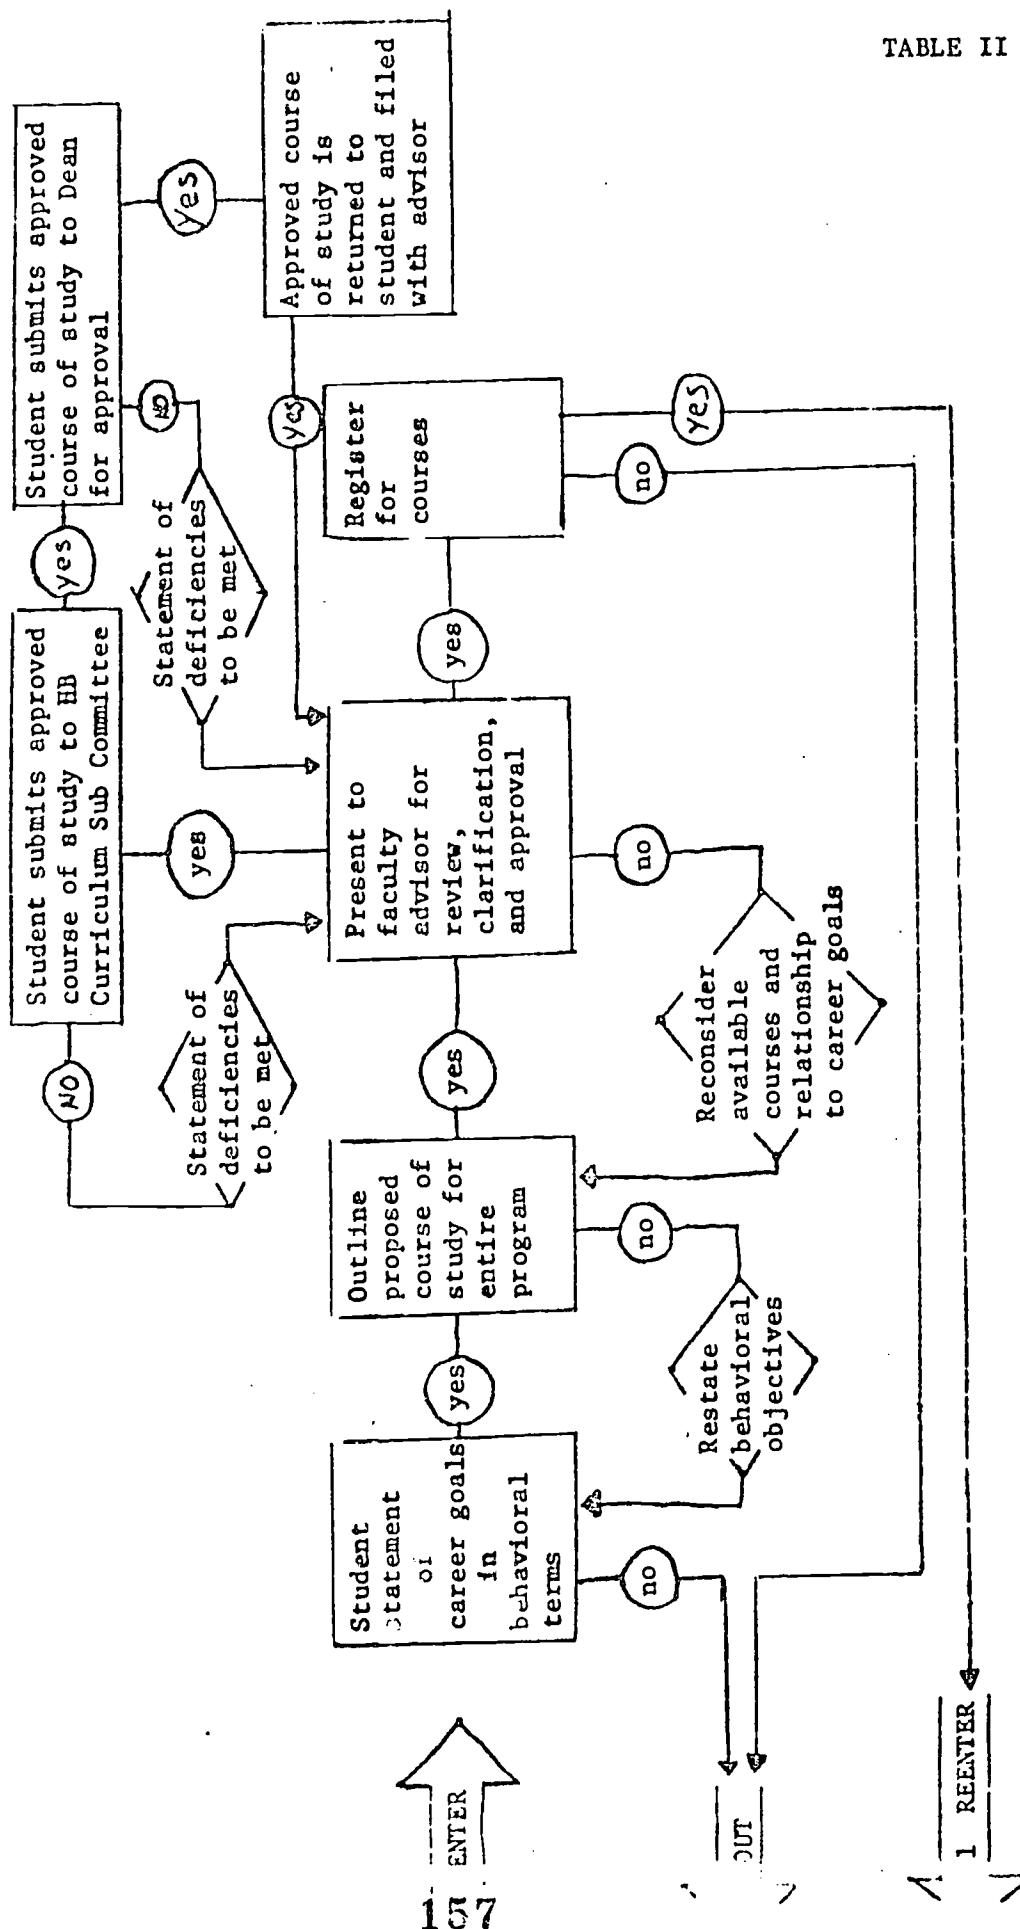 TABLE II
Student submits approved
course of study to HB
Curriculum Sub Committee
yes
Student submits approved
course of study to Dean
for approval
NO
Statement of
deficiencies
to be met
yes
NO
Statement of
deficiencies
to be met
yes
Approved course
of study is
returned to
student and filed
with advisor
yes
ENTER
Student
statement
of
career goals
in
behavioral
terms
yes
Outline
proposed
course of
study for
entire
program
yes
Present to
faculty
advisor for
review,
clarification,
and approval
yes
Register
for
courses
no
Restate
behavioral
objectives
no
Reconsider
available
courses and
relationship
to career goals
no
no
yes
OUT
1 REENTER
157